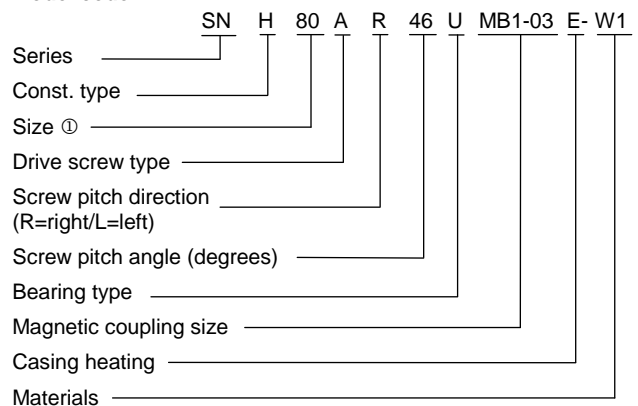 SN H 80 A R 46 U MB1-03 E- W1
Series
Const. type
Size ①
Drive screw type
Screw pitch direction
(R=right/L=left)
Screw pitch angle (degrees)
Bearing type
Magnetic coupling size
Casing heating
Materials